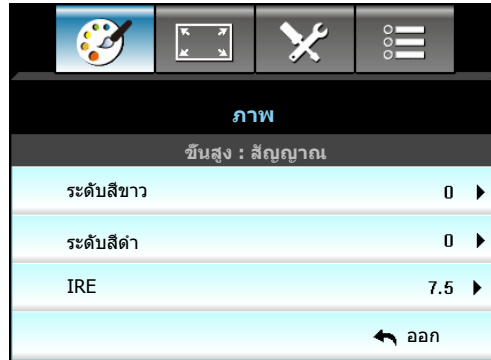 ภาพ
ขั้นสูง : สัญญาณ
ระดับสีขาว 0
ระดับสีดำ 0
IRE 7.5
ออก